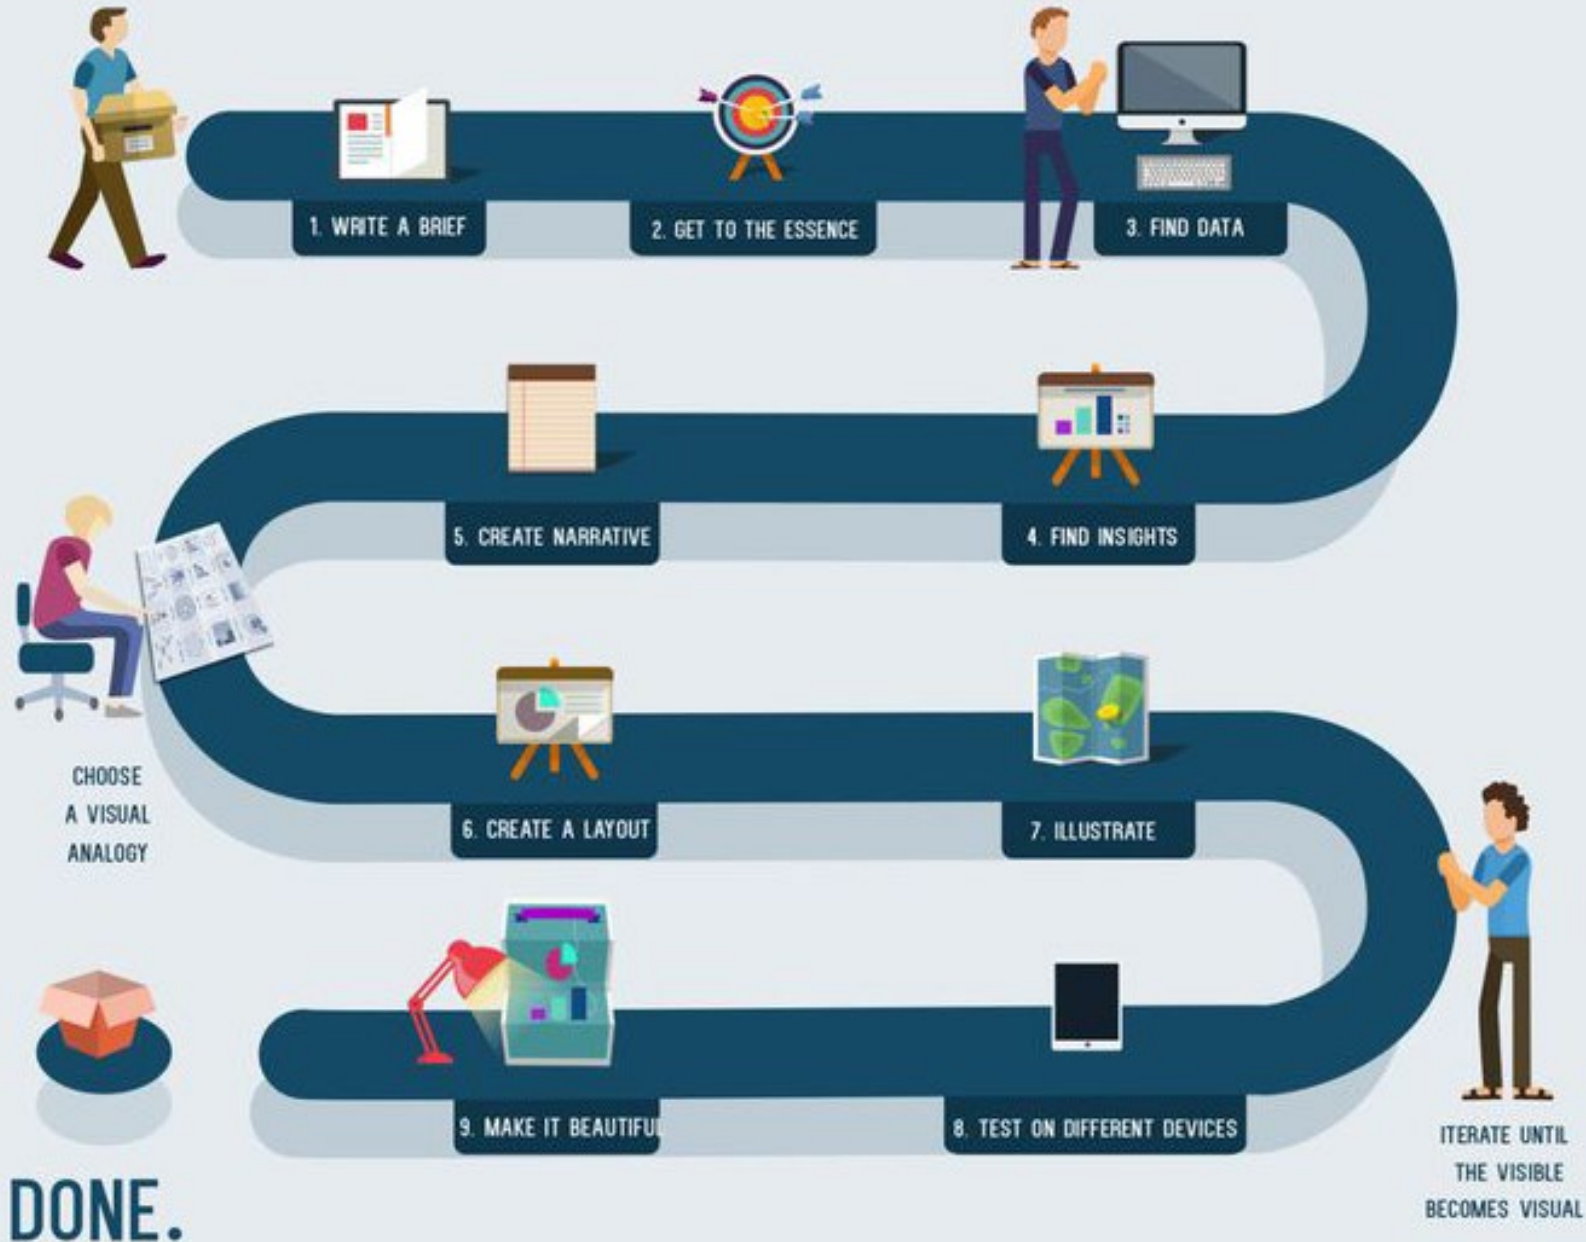 1. WRITE A BRIEF
2. GET TO THE ESSENCE
3. FIND DATA
4. FIND INSIGHTS
5. CREATE NARRATIVE
CHOOSE
A VISUAL
ANALOGY
6. CREATE A LAYOUT
7. ILLUSTRATE
ITERATE UNTIL
THE VISIBLE
BECOMES VISUAL
8. TEST ON DIFFERENT DEVICES
9. MAKE IT BEAUTIFUL
DONE.